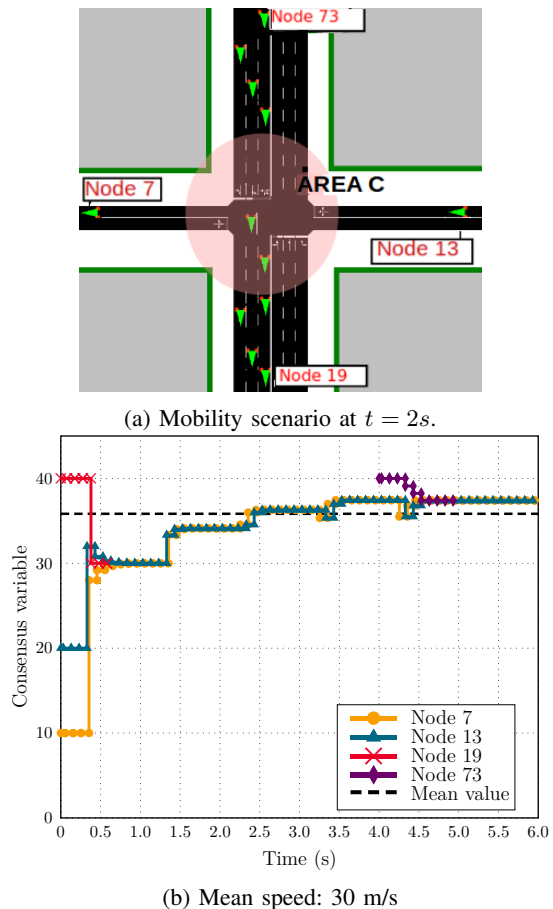 Node 73
AREA C
Node 7
Node 13
Node 19
(a) Mobility scenario at t = 2s.
Consensus variable
40
30
20
10
0
Node 7
Node 13
Node 19
Node 73
Mean value
0 0.5 1.0 1.5 2.0 2.5 3.0 3.5 4.0 4.5 5.0 5.5 6.0
Time (s)
(b) Mean speed: 30 m/s